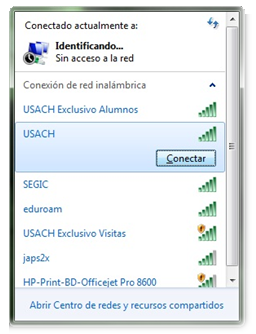 Conectado actualmente a:
Identificando...
Sin acceso a la red
Conexión de red inalámbrica
USACH Exclusivo Alumnos
USACH
Conectar
SEGIC
eduroam
USACH Exclusivo Visitas
japs2x
HP-Print-BD-Officejet Pro 8600
Abrir Centro de redes y recursos compartidos